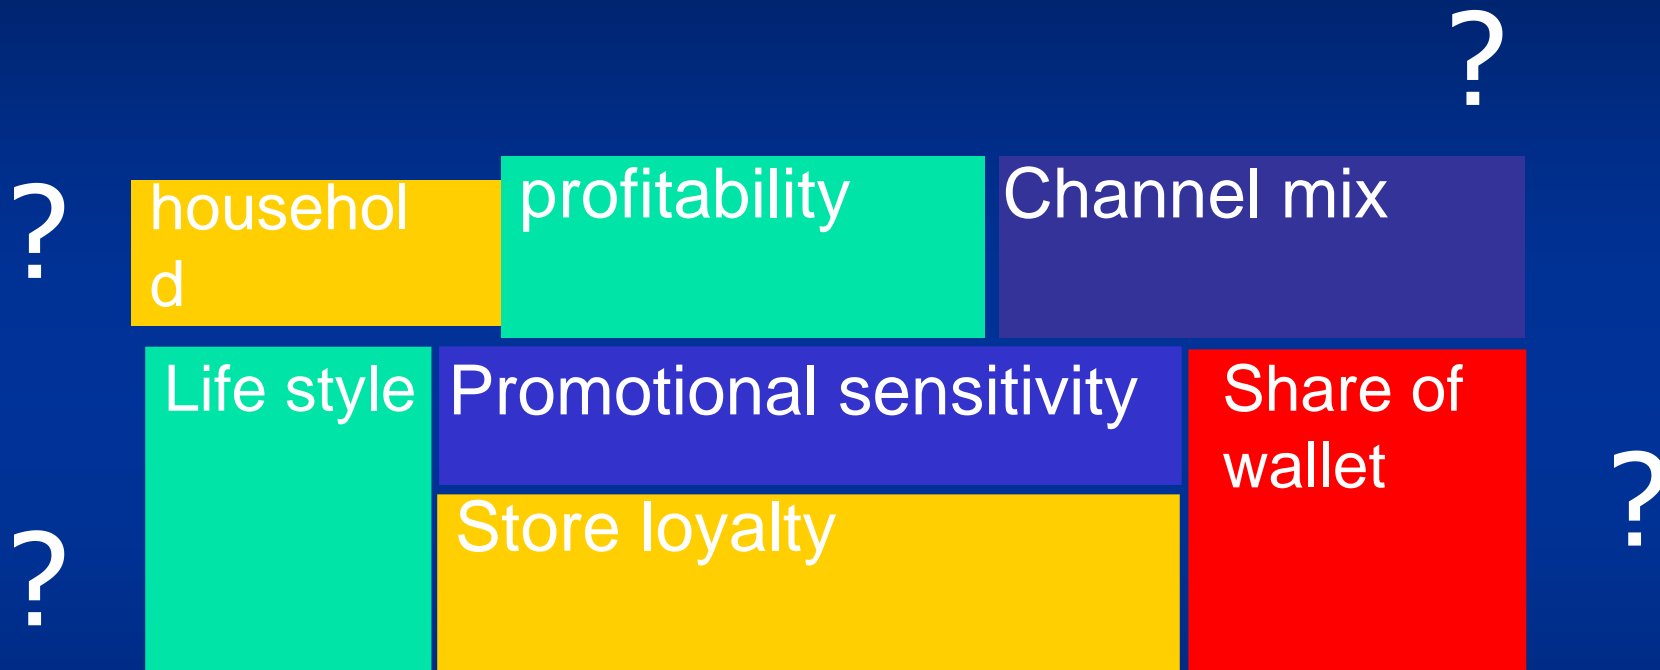 ?
?
househol
d
profitability
Channel mix
Life style
Promotional sensitivity
Share of
wallet
Store loyalty
?
?